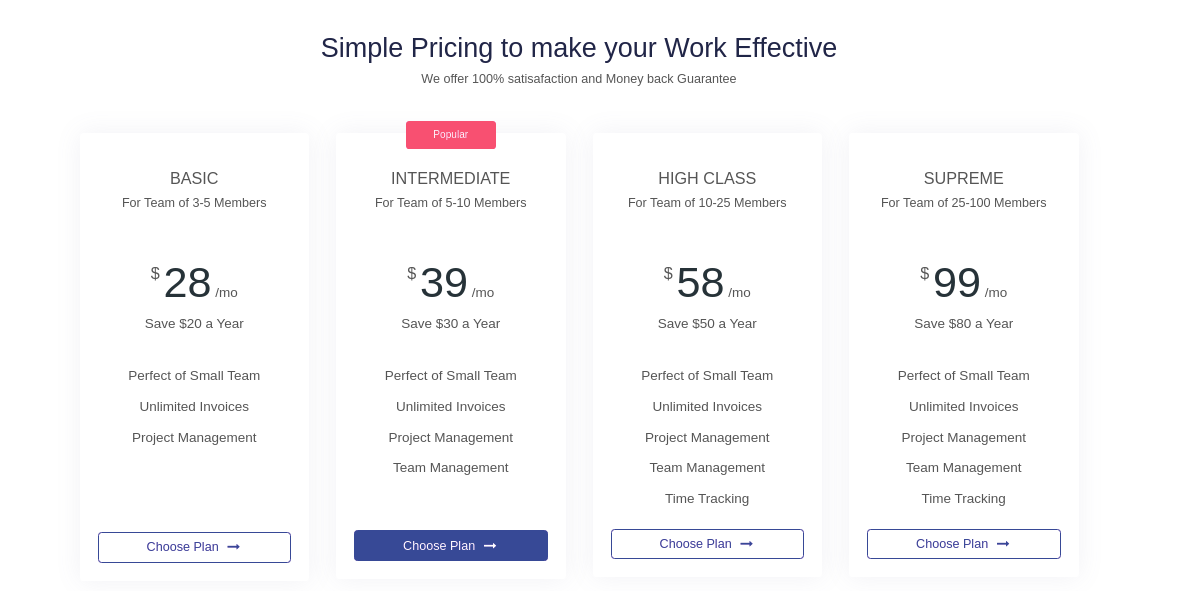 Simple Pricing to make your Work Effective
We offer 100% satisafaction and Money back Guarantee
BASIC
For Team of 3-5 Members
$ 28 /mo
Save $20 a Year
Perfect of Small Team
Unlimited Invoices
Project Management
Choose Plan
Popular
INTERMEDIATE
For Team of 5-10 Members
$ 39 /mo
Save $30 a Year
Perfect of Small Team
Unlimited Invoices
Project Management
Team Management
Choose Plan
HIGH CLASS
For Team of 10-25 Members
$ 58 /mo
Save $50 a Year
Perfect of Small Team
Unlimited Invoices
Project Management
Team Management
Time Tracking
Choose Plan
SUPREME
For Team of 25-100 Members
$ 99 /mo
Save $80 a Year
Perfect of Small Team
Unlimited Invoices
Project Management
Team Management
Time Tracking
Choose Plan